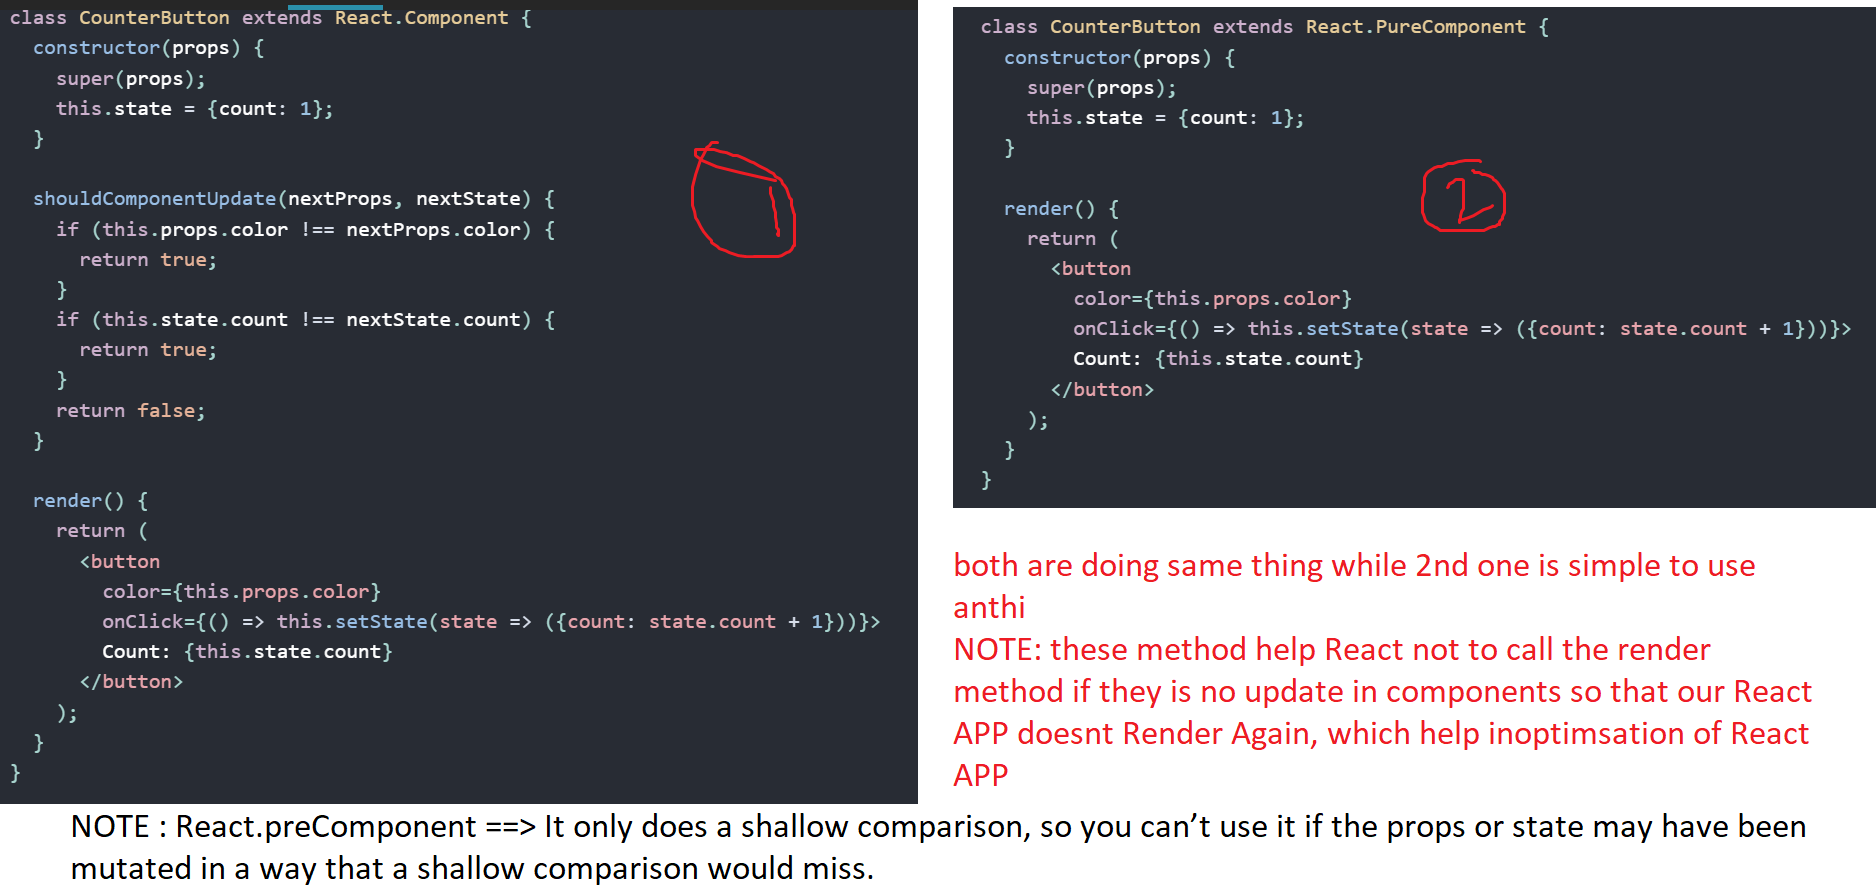 class CounterButton extends React.Component {
  constructor(props) {
    super(props);
    this.state = {count: 1};
  }

  shouldComponentUpdate(nextProps, nextState) {
    if (this.props.color !== nextProps.color) {
      return true;
    }
    if (this.state.count !== nextState.count) {
      return true;
    }
    return false;
  }

  render() {
    return (
      <button
        color={this.props.color}
        onClick={() => this.setState(state => ({count: state.count + 1}))}>
        Count: {this.state.count}
      </button>
    );
  }
}
1
class CounterButton extends React.PureComponent {
  constructor(props) {
    super(props);
    this.state = {count: 1};
  }

  render() {
    return (
      <button
        color={this.props.color}
        onClick={() => this.setState(state => ({count: state.count + 1}))}>
        Count: {this.state.count}
      </button>
    );
  }
}
2
both are doing same thing while 2nd one is simple to use
anthi
NOTE: these method help React not to call the render
method if they is no update in components so that our React
APP doesnt Render Again, which help inoptimsation of React
APP
NOTE : React.preComponent ==> It only does a shallow comparison, so you can’t use it if the props or state may have been
mutated in a way that a shallow comparison would miss.